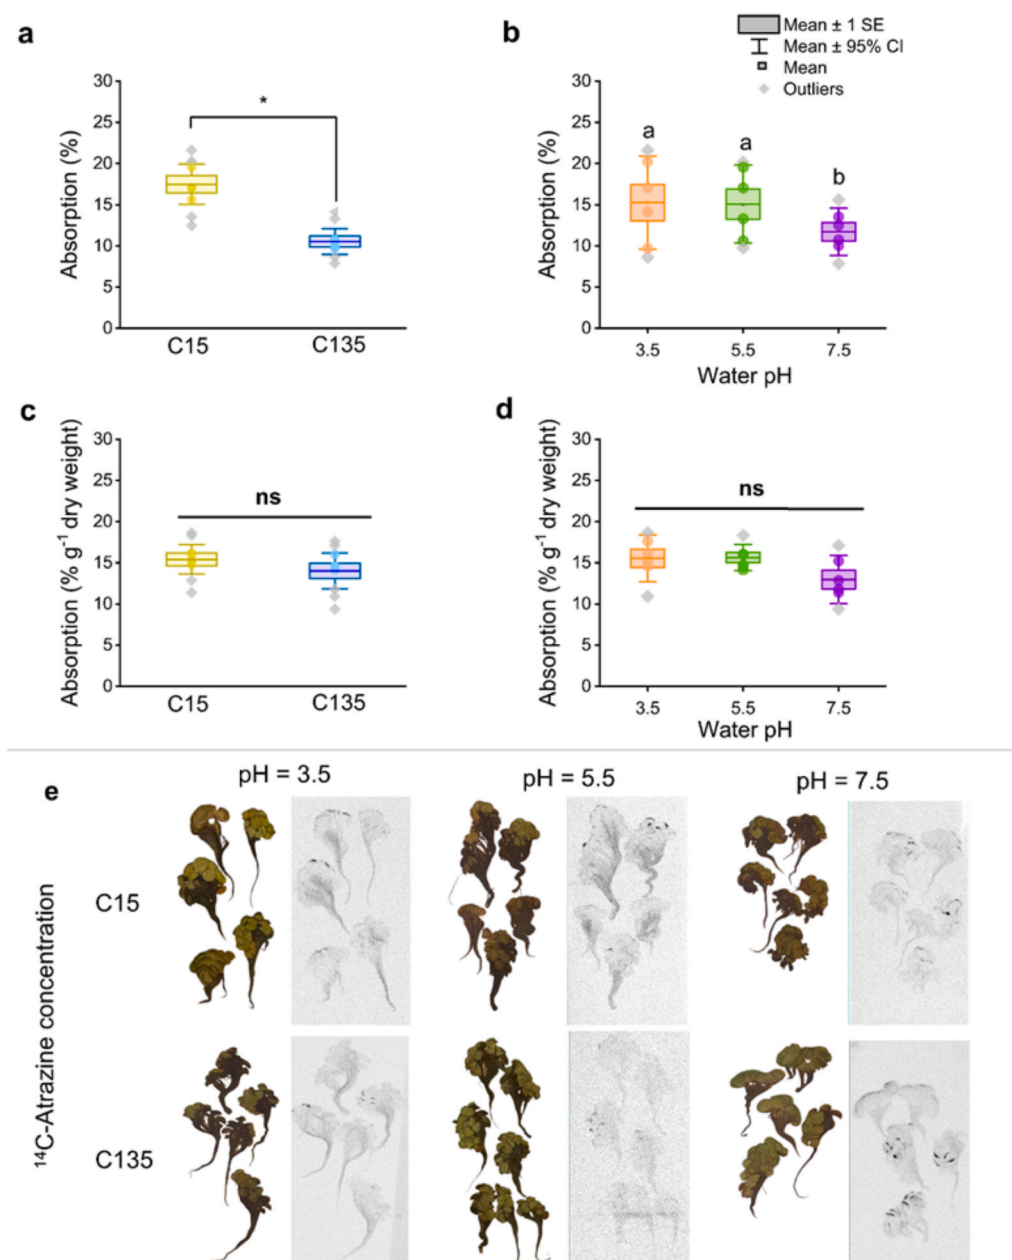 a
Absorption (%)
30
25
20
15
10
5
0
*
C15
C135
b
Mean ± 1 SE
Mean ± 95% CI
Mean
Outliers
Absorption (%)
30
25
20
15
10
5
0
a
a
b
3.5
5.5
7.5
Water pH
c
Absorption (% g⁻¹ dry weight)
30
25
20
15
10
5
0
ns
C15
C135
d
Absorption (% g⁻¹ dry weight)
30
25
20
15
10
5
0
ns
3.5
5.5
7.5
Water pH
e
pH = 3.5
pH = 5.5
pH = 7.5
¹⁴C-Atrazine concentration
C15
C135